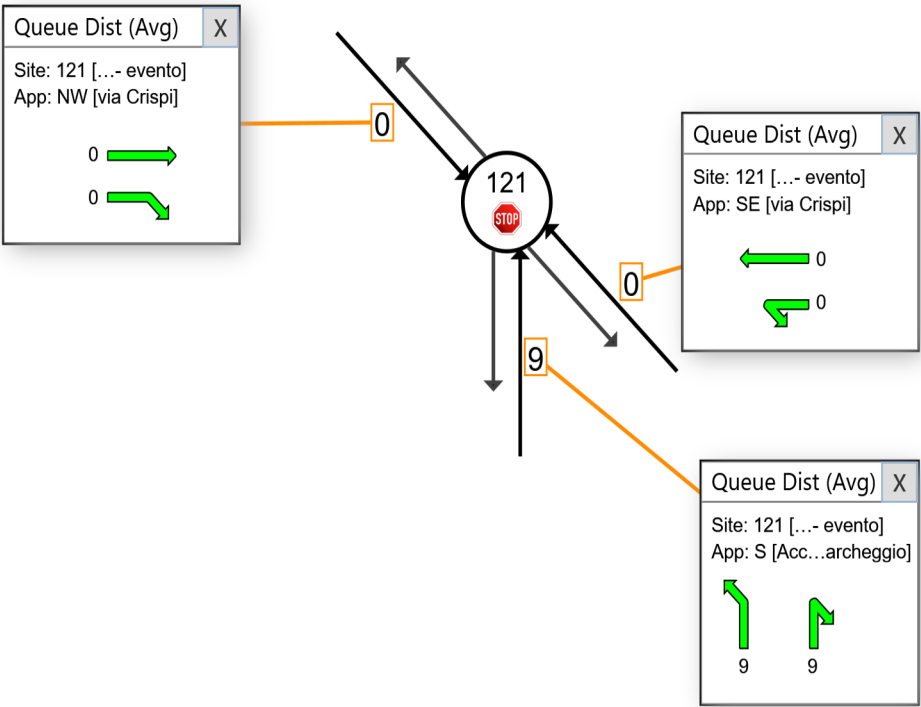 Queue Dist (Avg) X
Site: 121 [...- evento]
App: NW [via Crispi]
0
0
0
121
STOP
Queue Dist (Avg) X
Site: 121 [...- evento]
App: SE [via Crispi]
0
0
0
9
Queue Dist (Avg) X
Site: 121 [...- evento]
App: S [Acc...archeggio]
9 9